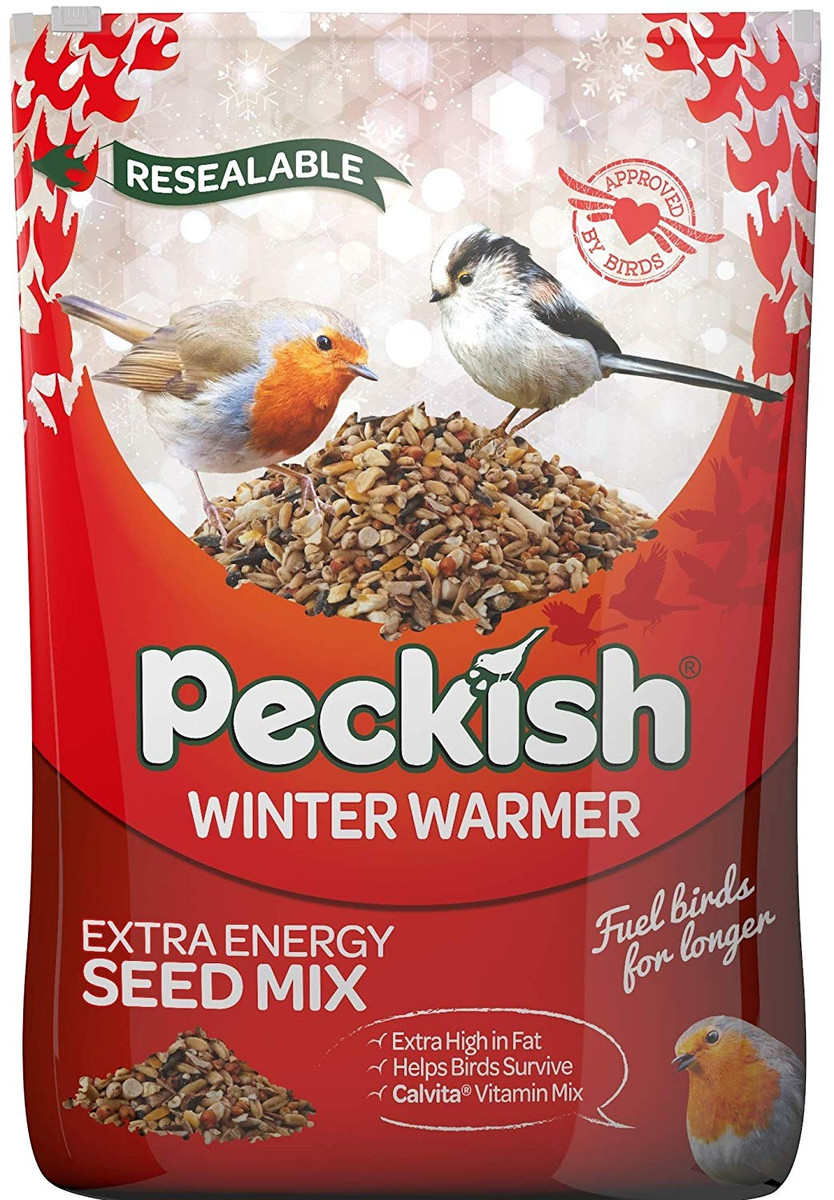 RESEALABLE
APPROVED
BY BIRDS
Peckish®
WINTER WARMER
EXTRA ENERGY
SEED MIX
Fuel birds
for longer
Extra High in Fat
Helps Birds Survive
Calvita® Vitamin Mix